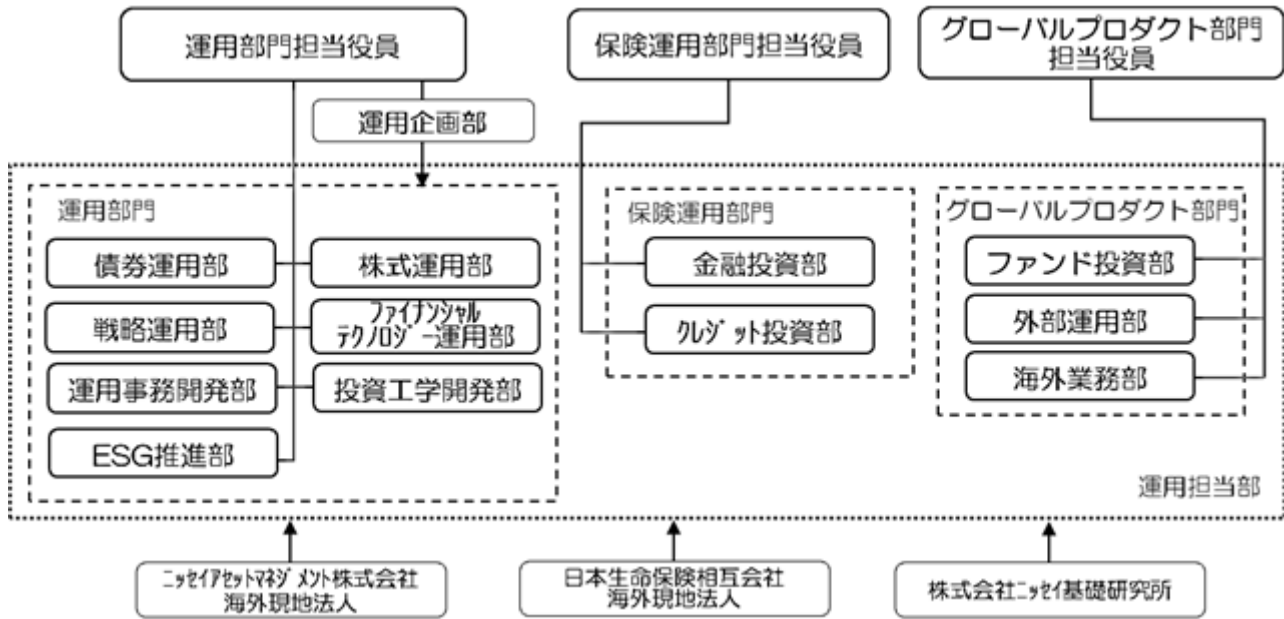 運用部門担当役員
保険運用部門担当役員
グローバルプロダクト部門
担当役員
運用企画部
運用部門
債券運用部
株式運用部
戦略運用部
ファイナンシャル
テクノロジー運用部
運用事務開発部
投資工学開発部
ESG推進部
保険運用部門
金融投資部
クレジット投資部
グローバルプロダクト部門
ファンド投資部
外部運用部
海外業務部
運用担当部
ニッセイアセットマネジメント株式会社
海外現地法人
日本生命保険相互会社
海外現地法人
株式会社ニッセイ基礎研究所